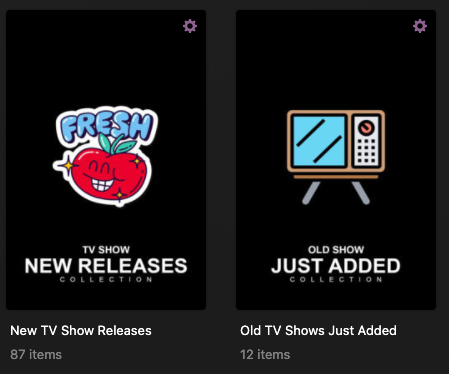 FRESH
TV SHOW
NEW RELEASES
COLLECTION
New TV Show Releases
87 items
OLD SHOW
JUST ADDED
COLLECTION
Old TV Shows Just Added
12 items